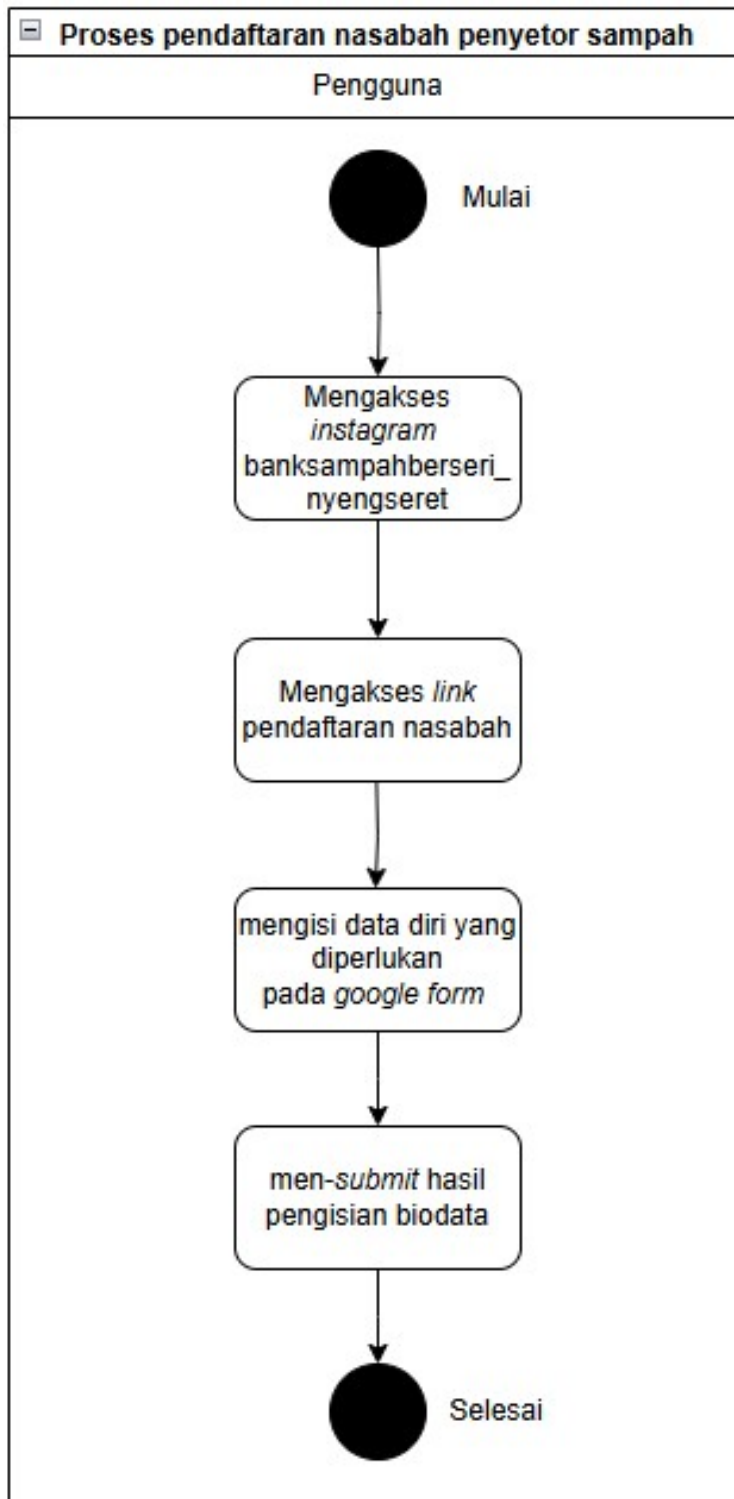 Proses pendaftaran nasabah penyetor sampah
Pengguna
Mulai
Mengakses
instagram
banksampahberseri_
nyengseret
Mengakses link
pendaftaran nasabah
mengisi data diri yang
diperlukan
pada google form
men-submit hasil
pengisian biodata
Selesai